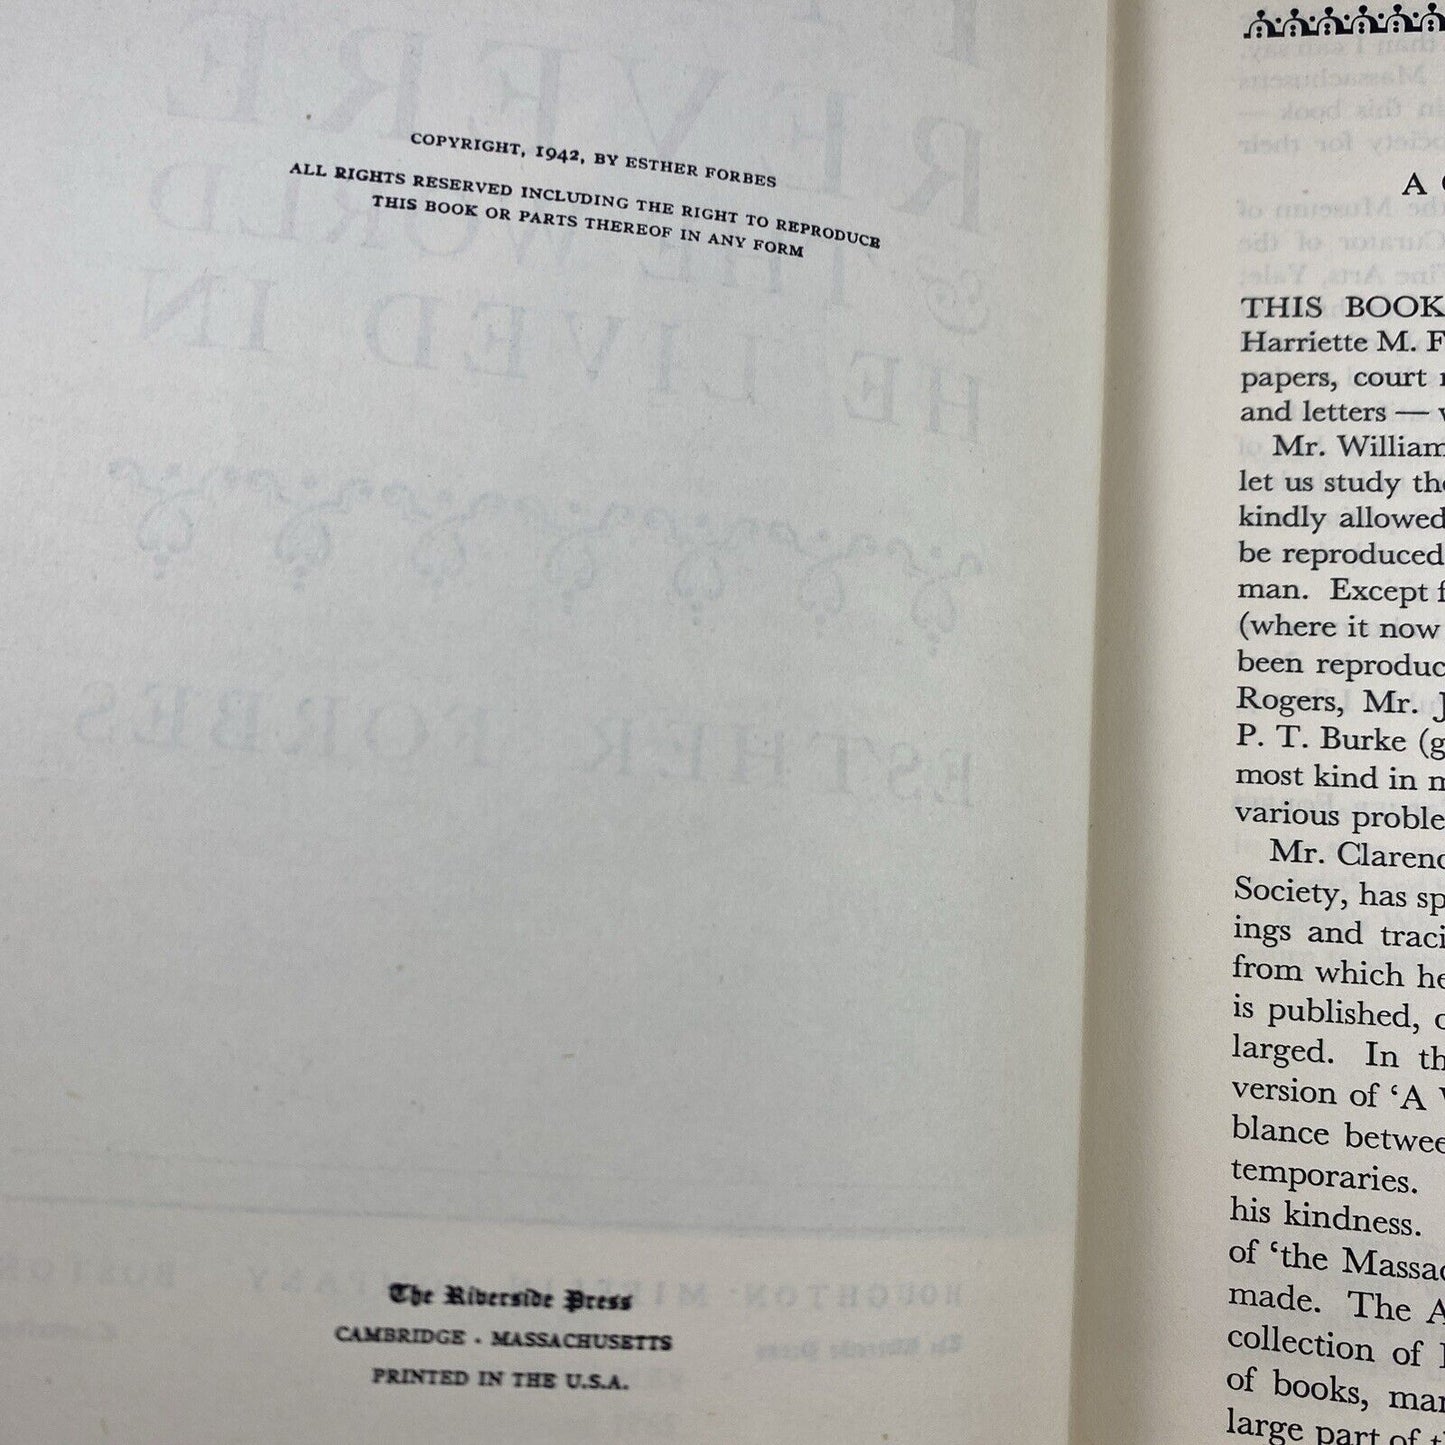 COPYRIGHT, 1942, BY ESTHER FORBES
ALL RIGHTS RESERVED INCLUDING THE RIGHT TO REPRODUCE
THIS BOOK OR PARTS THEREOF IN ANY FORM
The Riverside Press
CAMBRIDGE · MASSACHUSETTS
PRINTED IN THE U.S.A.
A
THIS BOOK
Harriette M. F
papers, court
and letters —
Mr. William
let us study the
kindly allowed
be reproduced
man. Except f
(where it now
been reproduc
Rogers, Mr. J
P. T. Burke (g
most kind in m
various proble
Mr. Clarenc
Society, has sp
ings and traci
from which he
is published, o
larged. In th
version of ‘A
blance betwee
temporaries.
his kindness.
of ‘the Massac
made. The A
collection of
of books, man
large part of